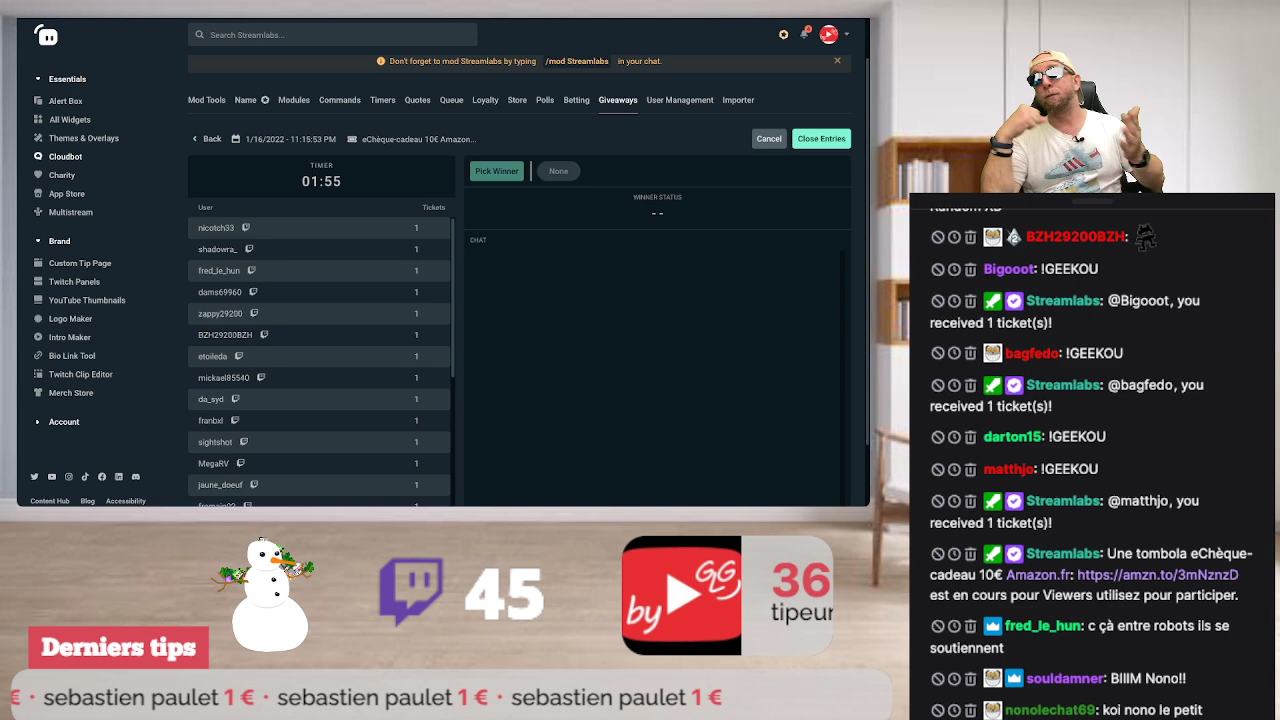 Search Streamlabs...
Don't forget to mod Streamlabs by typing /mod Streamlabs in your chat.
Mod Tools Name Modules Commands Timers Quotes Queue Loyalty Store Polls Betting Giveaways User Management Importer
Back 1/16/2022 - 11:15:53 PM eChèque-cadeau 10€ Amazon...
Cancel Close Entries
Essentials
Alert Box
All Widgets
Themes & Overlays
Cloudbot
Charity
App Store
Multistream
Brand
Custom Tip Page
Twitch Panels
YouTube Thumbnails
Logo Maker
Intro Maker
Bio Link Tool
Twitch Clip Editor
Merch Store
Account
Content Hub Blog Accessibility
TIMER
01:55
User Tickets
nicotch33 1
shadowra_ 1
fred_le_hun 1
dams69960 1
zappy29200 1
BZH29200BZH 1
etoileda 1
mickael85540 1
da_syd 1
franbxl 1
sightshot 1
MegaRV 1
jaune_doeuf 1
Pick Winner None
WINNER STATUS
--
CHAT
BZH29200BZH:
Bigooot: !GEEKOU
Streamlabs: @Bigooot, you
received 1 ticket(s)!
bagfedo: !GEEKOU
Streamlabs: @bagfedo, you
received 1 ticket(s)!
darton15: !GEEKOU
matthjo: !GEEKOU
Streamlabs: @matthjo, you
received 1 ticket(s)!
Streamlabs: Une tombola eChèque-
cadeau 10€ Amazon.fr: https://amzn.to/3mNznzD
est en cours pour Viewers utilisez pour participer.
fred_le_hun: c çà entre robots ils se
soutiennent
souldamner: BIIIM Nono!!
nonolechat69: koi nono le petit
45
by GG
36
tipeur
Derniers tips
€ · sebastien paulet 1 € · sebastien paulet 1 € · sebastien paulet 1 €